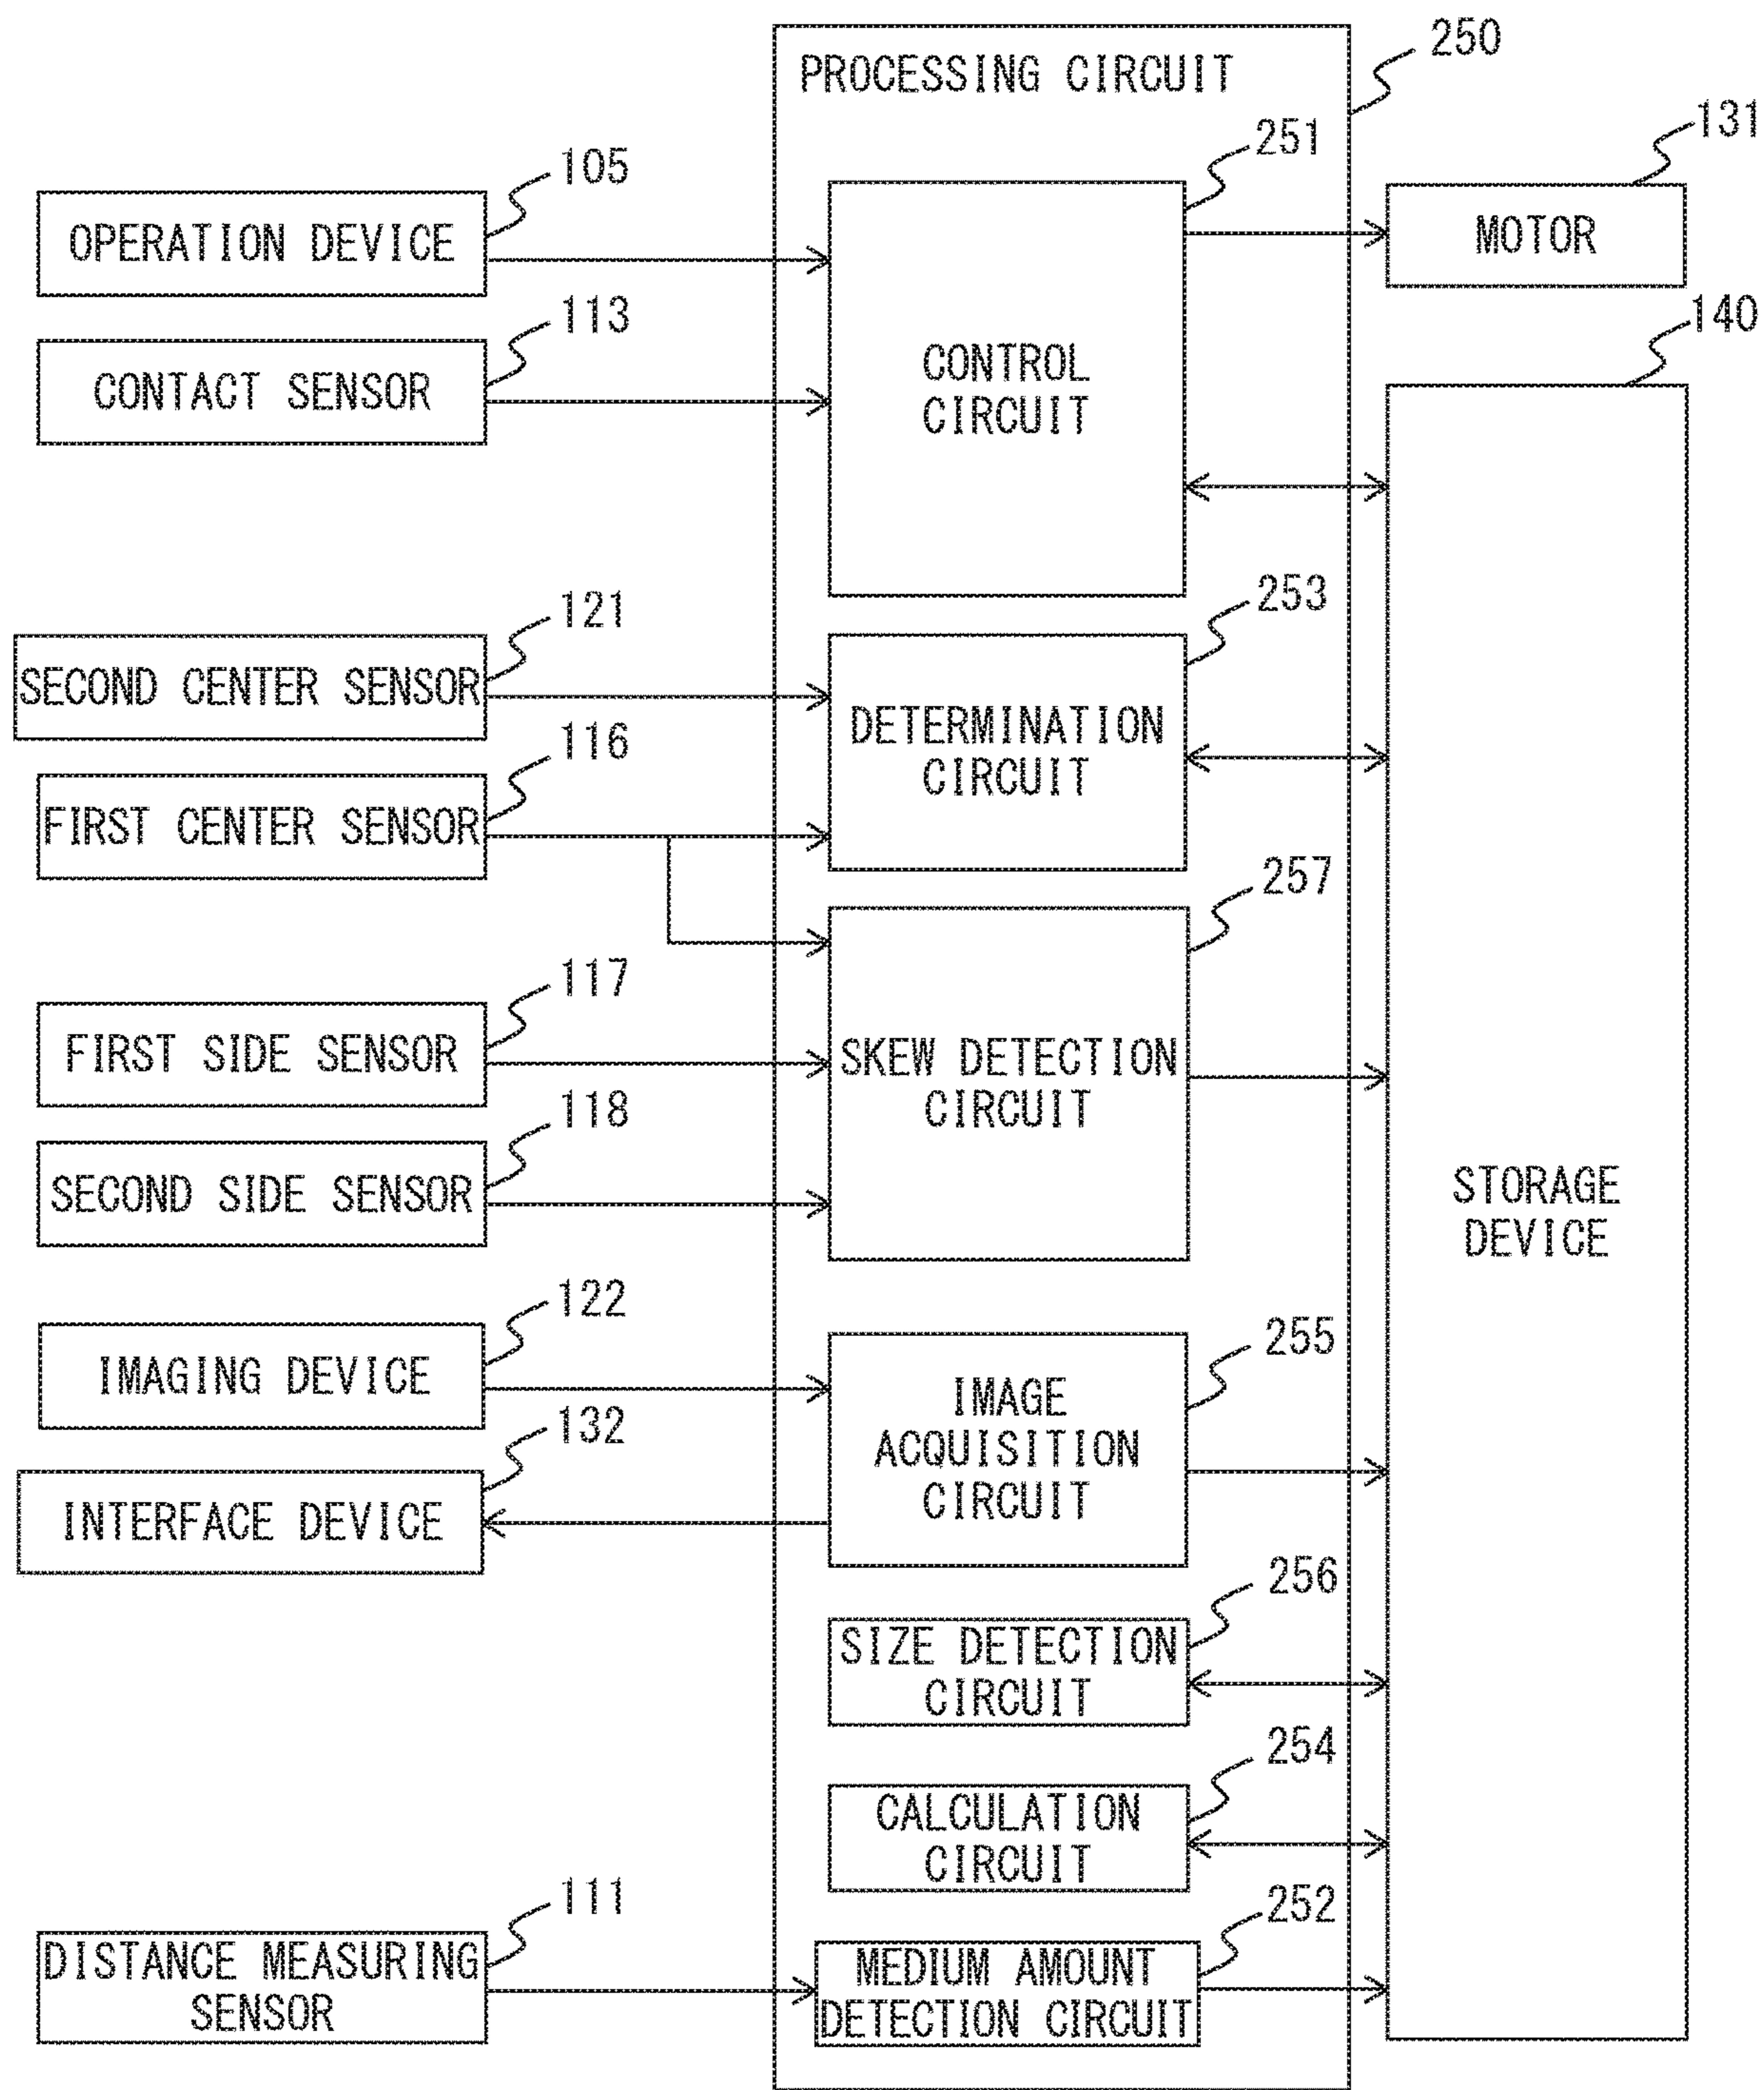 250
PROCESSING CIRCUIT
131
251
105
OPERATION DEVICE
MOTOR
113
140
CONTACT SENSOR
CONTROL
CIRCUIT
121
253
SECOND CENTER SENSOR
116
DETERMINATION
CIRCUIT
FIRST CENTER SENSOR
257
117
FIRST SIDE SENSOR
SKEW DETECTION
CIRCUIT
118
SECOND SIDE SENSOR
STORAGE
DEVICE
122
255
IMAGING DEVICE
IMAGE
ACQUISITION
CIRCUIT
132
INTERFACE DEVICE
256
SIZE DETECTION
CIRCUIT
254
CALCULATION
CIRCUIT
111
252
DISTANCE MEASURING
SENSOR
MEDIUM AMOUNT
DETECTION CIRCUIT